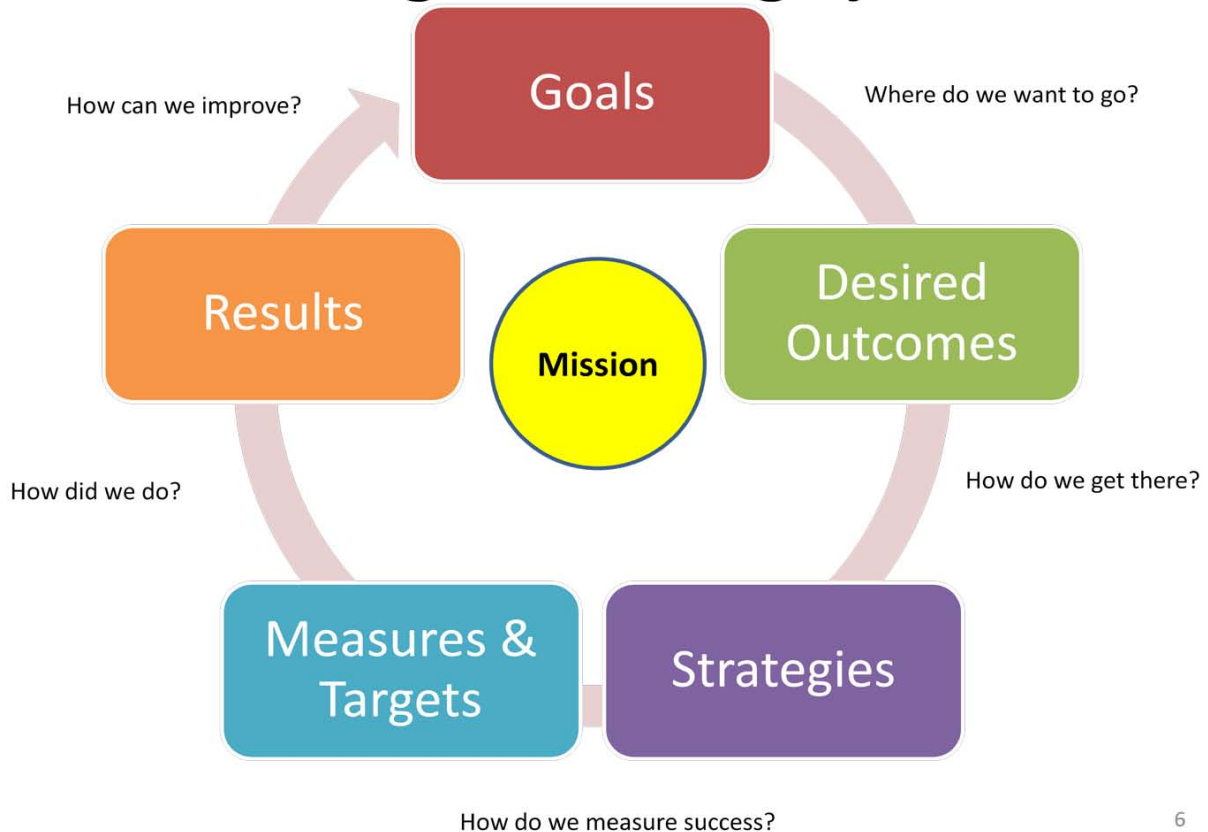 Goals
How can we improve?
Where do we want to go?
Results
Mission
Desired
Outcomes
How did we do?
How do we get there?
Measures &
Targets
Strategies
How do we measure success?
6